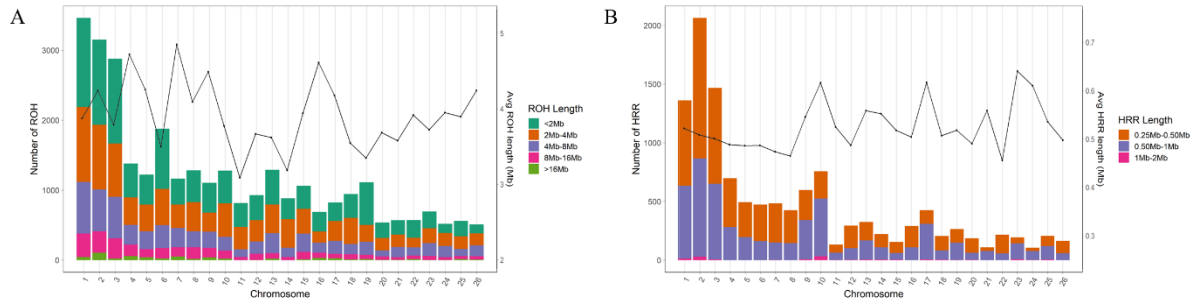 A
B
Number of ROH
3000
2000
1000
0
5
4
3
2
Avg ROH length (Mb)
ROH Length
<2Mb
2Mb-4Mb
4Mb-8Mb
8Mb-16Mb
>16Mb
1 2 3 4 5 6 7 8 9 10 11 12 13 14 15 16 17 18 19 20 21 22 23 24 25 26
Chromosome
Number of HRR
2000
1500
1000
500
0
0.7
0.6
0.5
0.4
0.3
Avg HRR length (Mb)
HRR Length
0.25Mb-0.50Mb
0.50Mb-1Mb
1Mb-2Mb
1 2 3 4 5 6 7 8 9 10 11 12 13 14 15 16 17 18 19 20 21 22 23 24 25 26
Chromosome